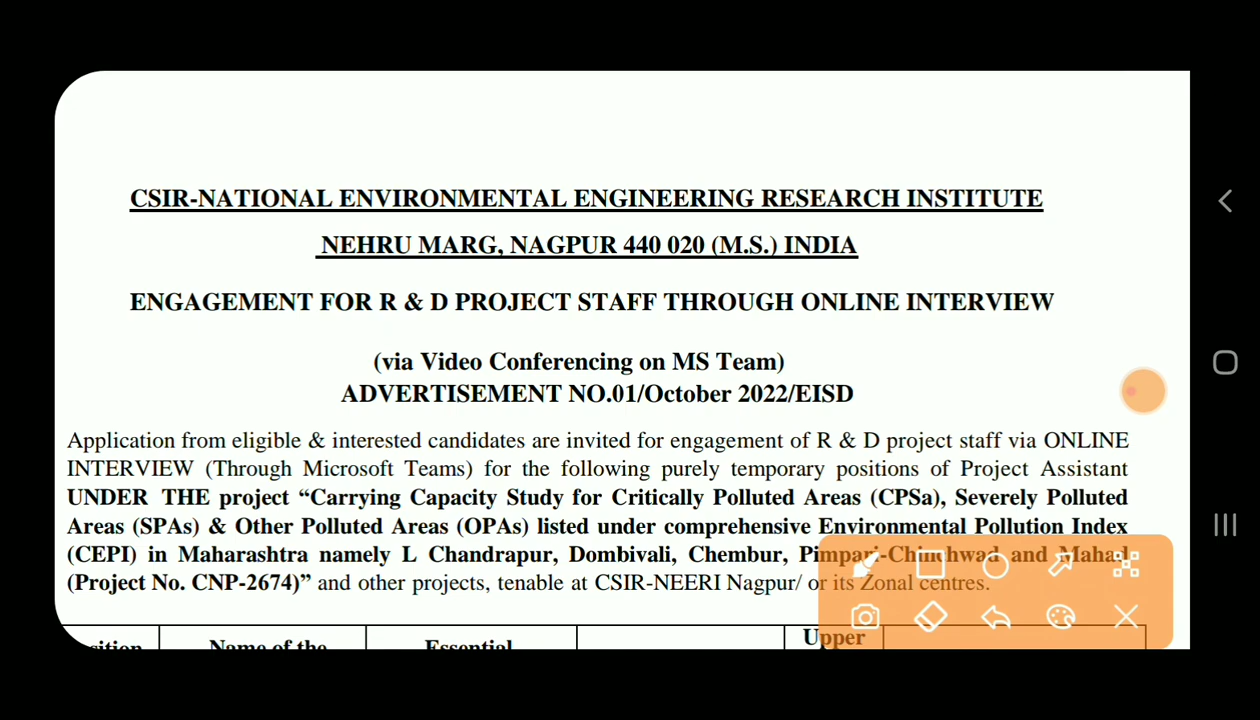 CSIR-NATIONAL ENVIRONMENTAL ENGINEERING RESEARCH INSTITUTE
NEHRU MARG, NAGPUR 440 020 (M.S.) INDIA
ENGAGEMENT FOR R & D PROJECT STAFF THROUGH ONLINE INTERVIEW
(via Video Conferencing on MS Team)
ADVERTISEMENT NO.01/October 2022/EISD
Application from eligible & interested candidates are invited for engagement of R & D project staff via ONLINE
INTERVIEW (Through Microsoft Teams) for the following purely temporary positions of Project Assistant
UNDER THE project “Carrying Capacity Study for Critically Polluted Areas (CPSa), Severely Polluted
Areas (SPAs) & Other Polluted Areas (OPAs) listed under comprehensive Environmental Pollution Index
(CEPI) in Maharashtra namely L Chandrapur, Dombivali, Chembur, Pimpari-Chinchwad and Mahad
(Project No. CNP-2674)” and other projects, tenable at CSIR-NEERI Nagpur/ or its Zonal centres.
sition Name of the Essential Upper